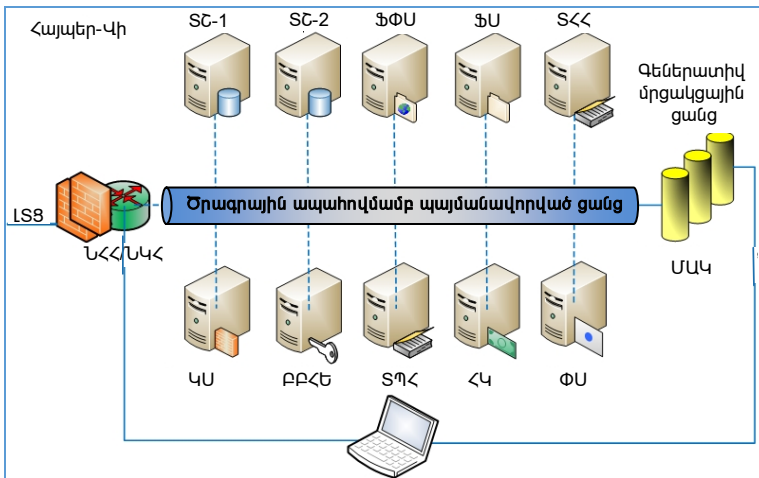 Հայպեր-Վի
ՏՇ-1
ՏՇ-2
ՖՓՍ
ՖՍ
ՏՀՀ
Գեներատիվ
մրցակցային
ցանց
ԼՏՑ
Ծրագրային ապահովմամբ պայմանավորված ցանց
ՆՀՀ/ՆԿՀ
ՄԱԿ
ԿՍ
ԲԲՀԵ
ՏՊՀ
ՀԿ
ՓՍ